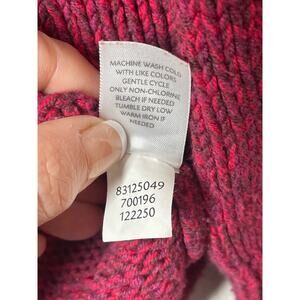 MACHINE WASH COLD
WITH LIKE COLORS
GENTLE CYCLE
ONLY NON-CHLORINE
BLEACH IF NEEDED
TUMBLE DRY LOW
WARM IRON IF
NEEDED
83125049
700196
122250